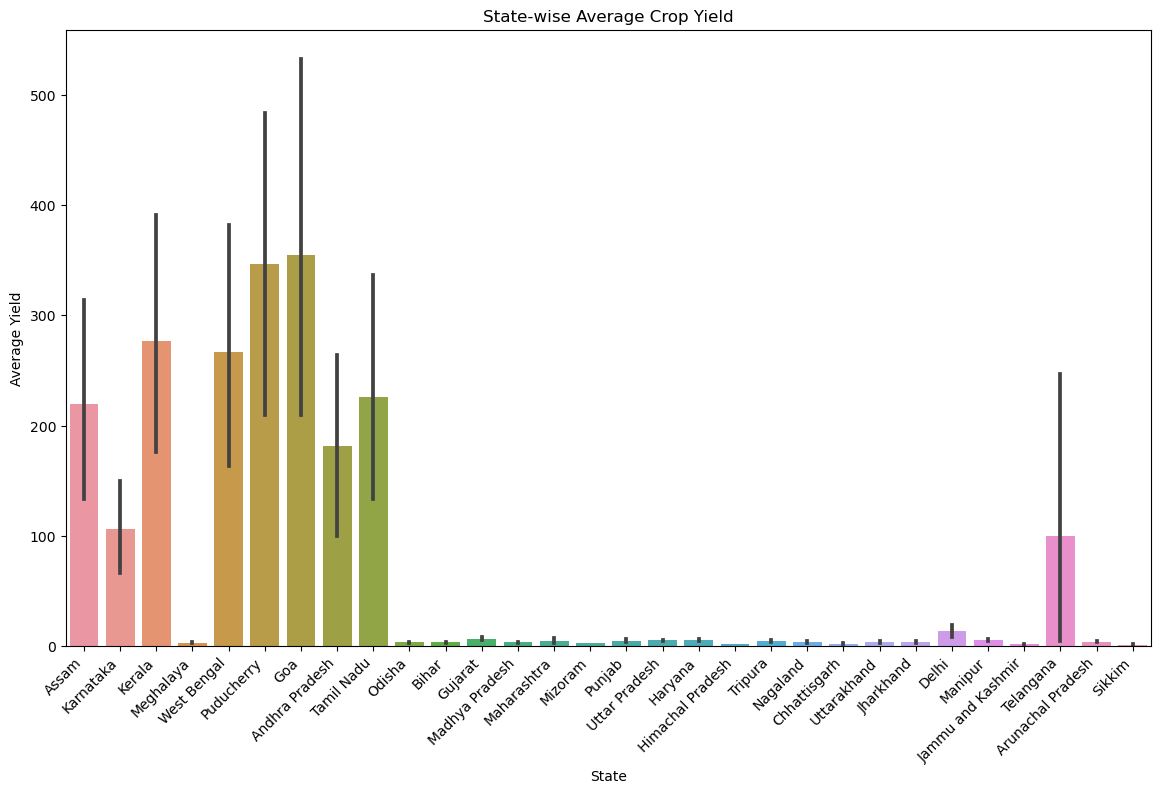 State-wise Average Crop Yield
Average Yield
500
400
300
200
100
0
Assam
Karnataka
Kerala
Meghalaya
West Bengal
Puducherry
Goa
Andhra Pradesh
Tamil Nadu
Odisha
Bihar
Gujarat
Madhya Pradesh
Maharashtra
Mizoram
Punjab
Uttar Pradesh
Haryana
Himachal Pradesh
Tripura
Nagaland
Chhattisgarh
Uttarakhand
Jharkhand
Delhi
Manipur
Jammu and Kashmir
Telangana
Arunachal Pradesh
Sikkim
State